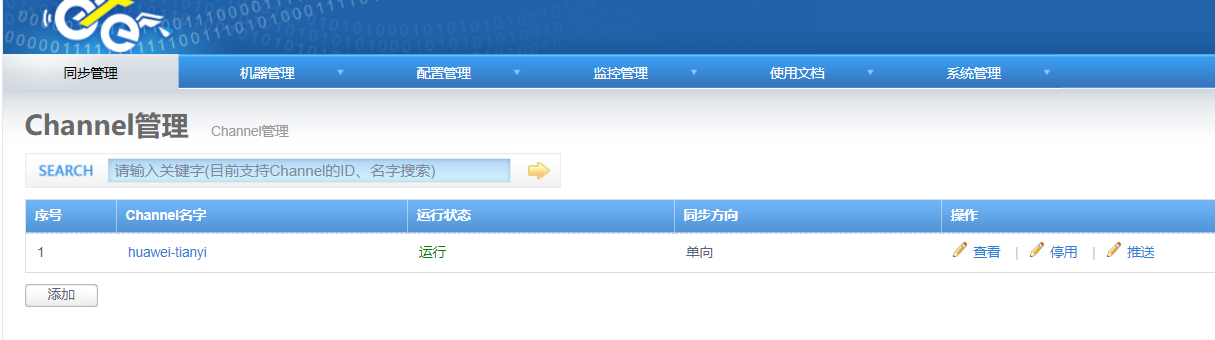 同步管理 机器管理 配置管理 监控管理 使用文档 系统管理
Channel管理 Channel管理
SEARCH 请输入关键字(目前支持Channel的ID、名字搜索)
序号 Channel名字 运行状态 同步方向 操作
1 huawei-tianyi 运行 单向 查看 | 停用 | 推送
添加